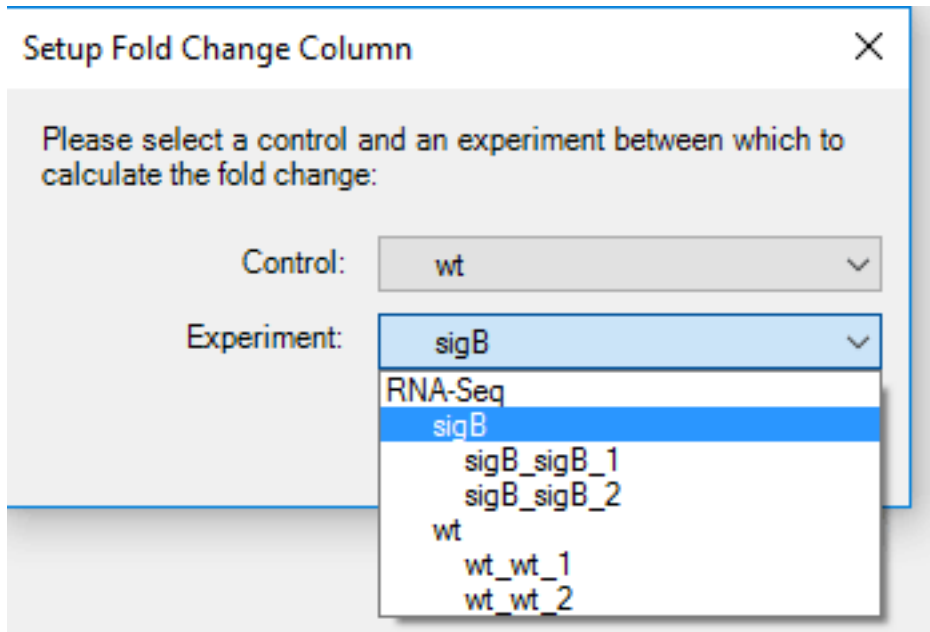 Setup Fold Change Column
Please select a control and an experiment between which to
calculate the fold change:
Control: wt
Experiment: sigB
RNA-Seq
sigB
sigB_sigB_1
sigB_sigB_2
wt
wt_wt_1
wt_wt_2